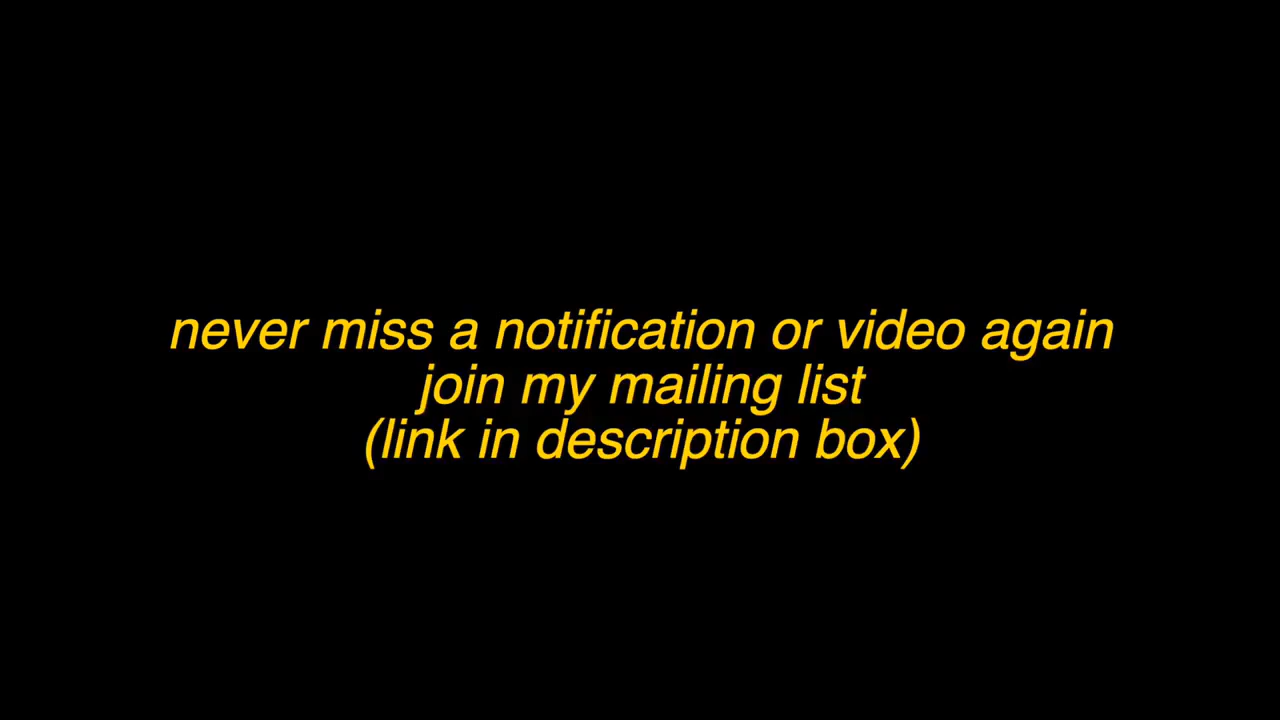 never miss a notification or video again
join my mailing list
(link in description box)